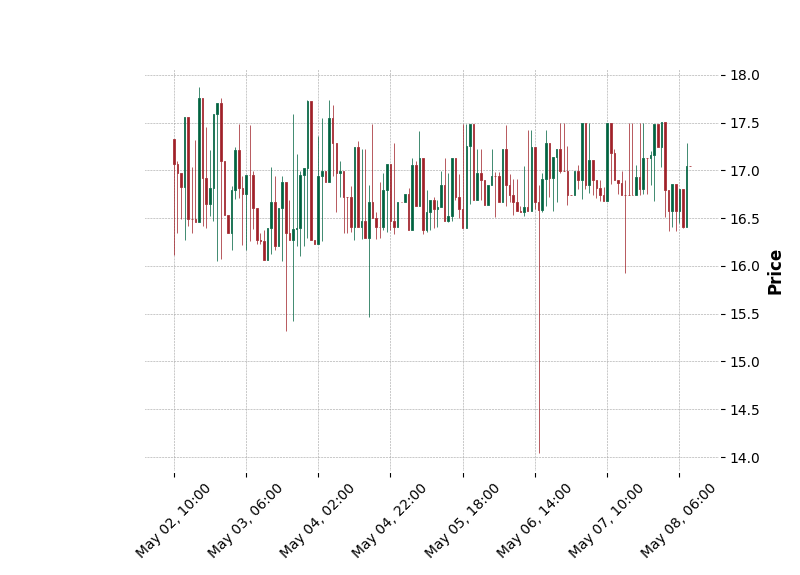 18.0
17.5
17.0
16.5
16.0
15.5
15.0
14.5
14.0
Price
May 02, 10:00
May 03, 06:00
May 04, 02:00
May 04, 22:00
May 05, 18:00
May 06, 14:00
May 07, 10:00
May 08, 06:00